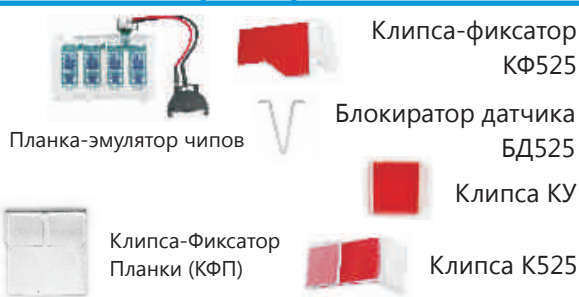 Клипса-фиксатор
КФ525
Блокиратор датчика
БД525
Планка-эмулятор чипов
Клипса КУ
Клипса-Фиксатор
Планки (КФП)
Клипса К525